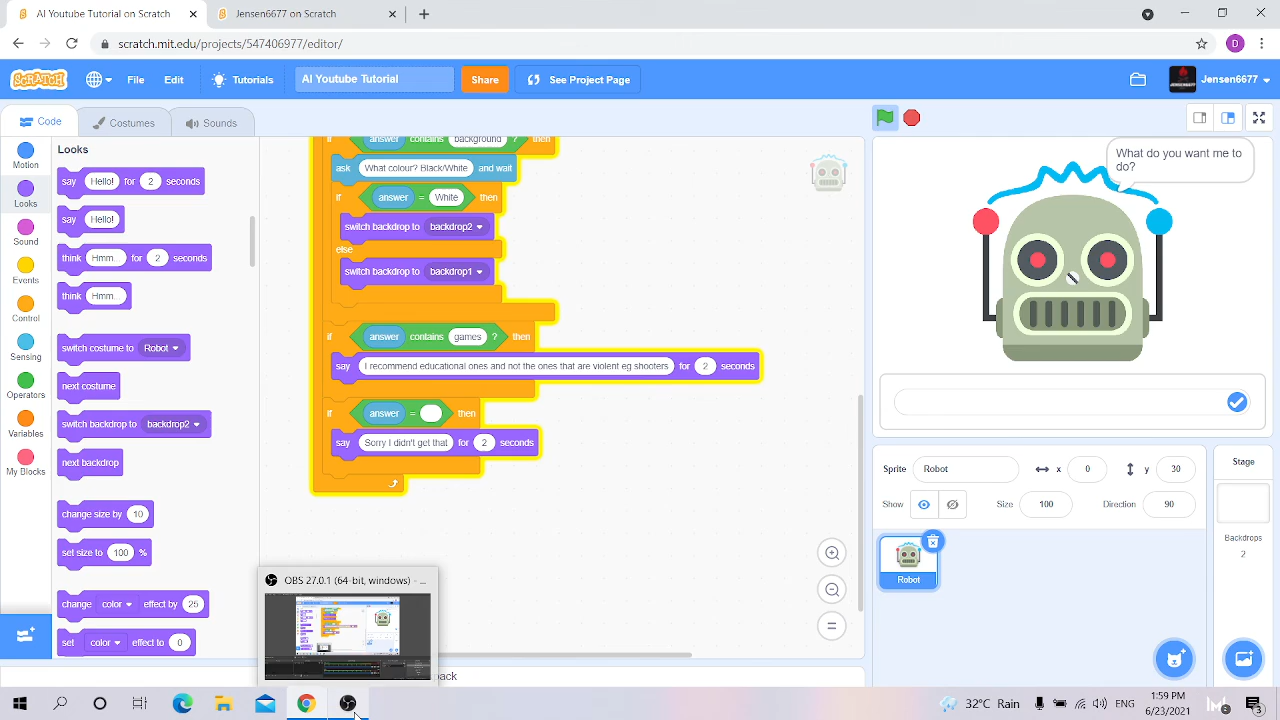 AI Youtube Tutorial on Scratch
Jensen6677 on Scratch
scratch.mit.edu/projects/547406977/editor/
D
SCRATCH
File
Edit
Tutorials
AI Youtube Tutorial
Share
See Project Page
Jensen6677
Code
Costumes
Sounds
Motion
Looks
Sound
Events
Control
Sensing
Operators
Variables
My Blocks
Looks
say Hello! for 2 seconds
say Hello!
think Hmm... for 2 seconds
think Hmm...
switch costume to Robot
next costume
switch backdrop to backdrop2
next backdrop
change size by 10
set size to 100 %
change effect by 25
set effect to 0
if answer contains background ? then
ask What colour? Black/White and wait
if answer = White then
switch backdrop to backdrop2
else
switch backdrop to backdrop1
if answer contains games ? then
say I recommend educational ones and not the ones that are violent eg shooters for 2 seconds
if answer = then
say Sorry I didn't get that for 2 seconds
What do you want me to
do?
Sprite Robot x 0 y 30
Show Size 100 Direction 90
Robot
Stage
Backdrops
2
OBS 27.0.1 (64-bit, windows) - ...
32°C
ENG
1:59 PM
6/23/2021
2
3